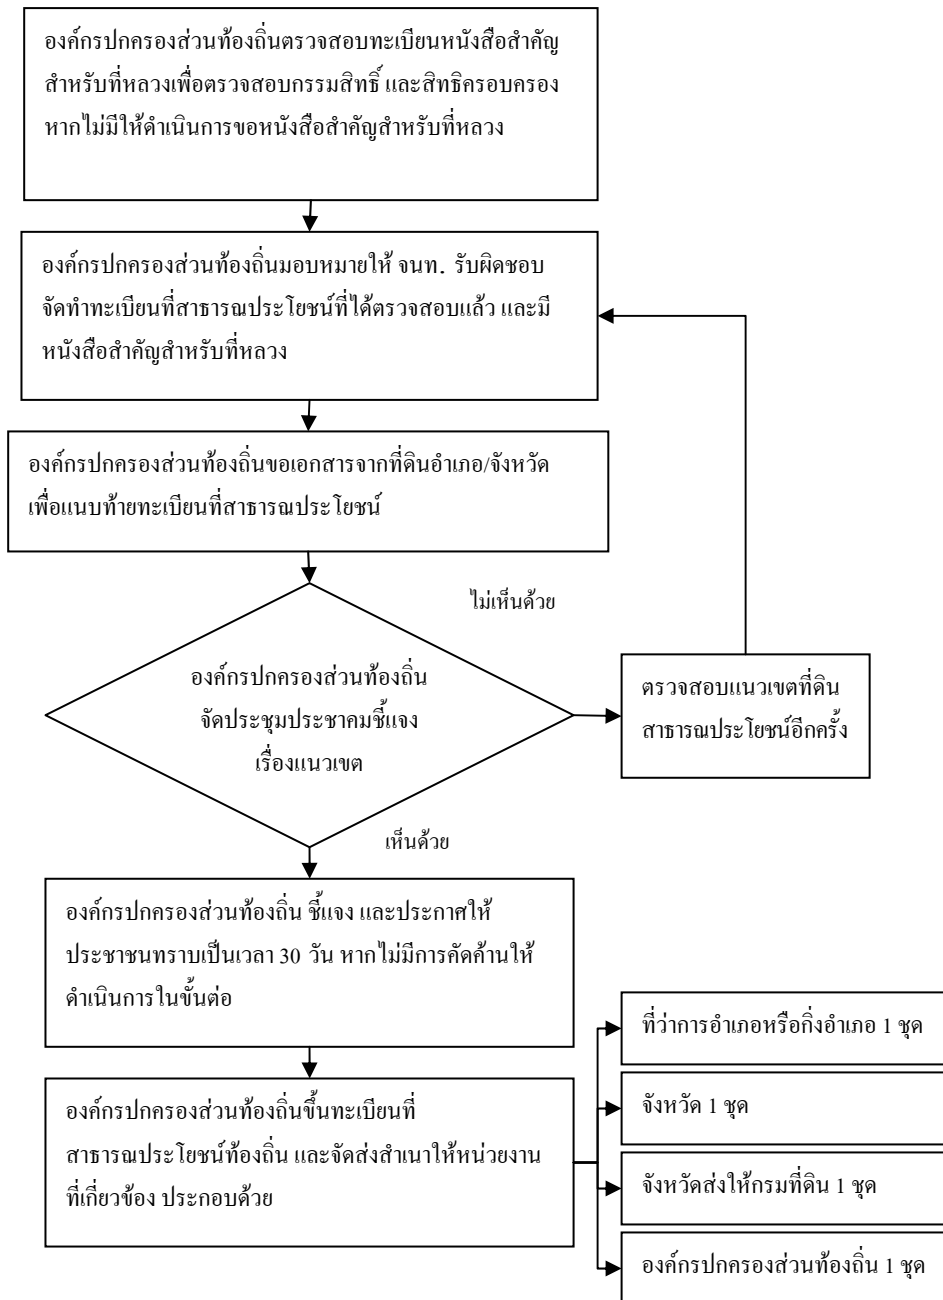 องค์กรปกครองส่วนท้องถิ่นตรวจสอบทะเบียนหนังสือสำคัญ
สำหรับที่หลวงเพื่อตรวจสอบกรรมสิทธิ์ และสิทธิครอบครอง
หากไม่มีให้ดำเนินการขอหนังสือสำคัญสำหรับที่หลวง
องค์กรปกครองส่วนท้องถิ่นมอบหมายให้ จนท. รับผิดชอบ
จัดทำทะเบียนที่สาธารณประโยชน์ที่ได้ตรวจสอบแล้ว และมี
หนังสือสำคัญสำหรับที่หลวง
องค์กรปกครองส่วนท้องถิ่นขอเอกสารจากที่ดินอำเภอ/จังหวัด
เพื่อแนบท้ายทะเบียนที่สาธารณประโยชน์
ไม่เห็นด้วย
องค์กรปกครองส่วนท้องถิ่น
จัดประชุมประชาคมชี้แจง
เรื่องแนวเขต
ตรวจสอบแนวเขตที่ดิน
สาธารณประโยชน์อีกครั้ง
เห็นด้วย
องค์กรปกครองส่วนท้องถิ่น ชี้แจง และประกาศให้
ประชาชนทราบเป็นเวลา 30 วัน หากไม่มีการคัดค้านให้
ดำเนินการในขั้นต่อ
องค์กรปกครองส่วนท้องถิ่นขึ้นทะเบียนที่
สาธารณประโยชน์ท้องถิ่น และจัดส่งสำเนาให้หน่วยงาน
ที่เกี่ยวข้อง ประกอบด้วย
ที่ว่าการอำเภอหรือกิ่งอำเภอ 1 ชุด
จังหวัด 1 ชุด
จังหวัดส่งให้กรมที่ดิน 1 ชุด
องค์กรปกครองส่วนท้องถิ่น 1 ชุด